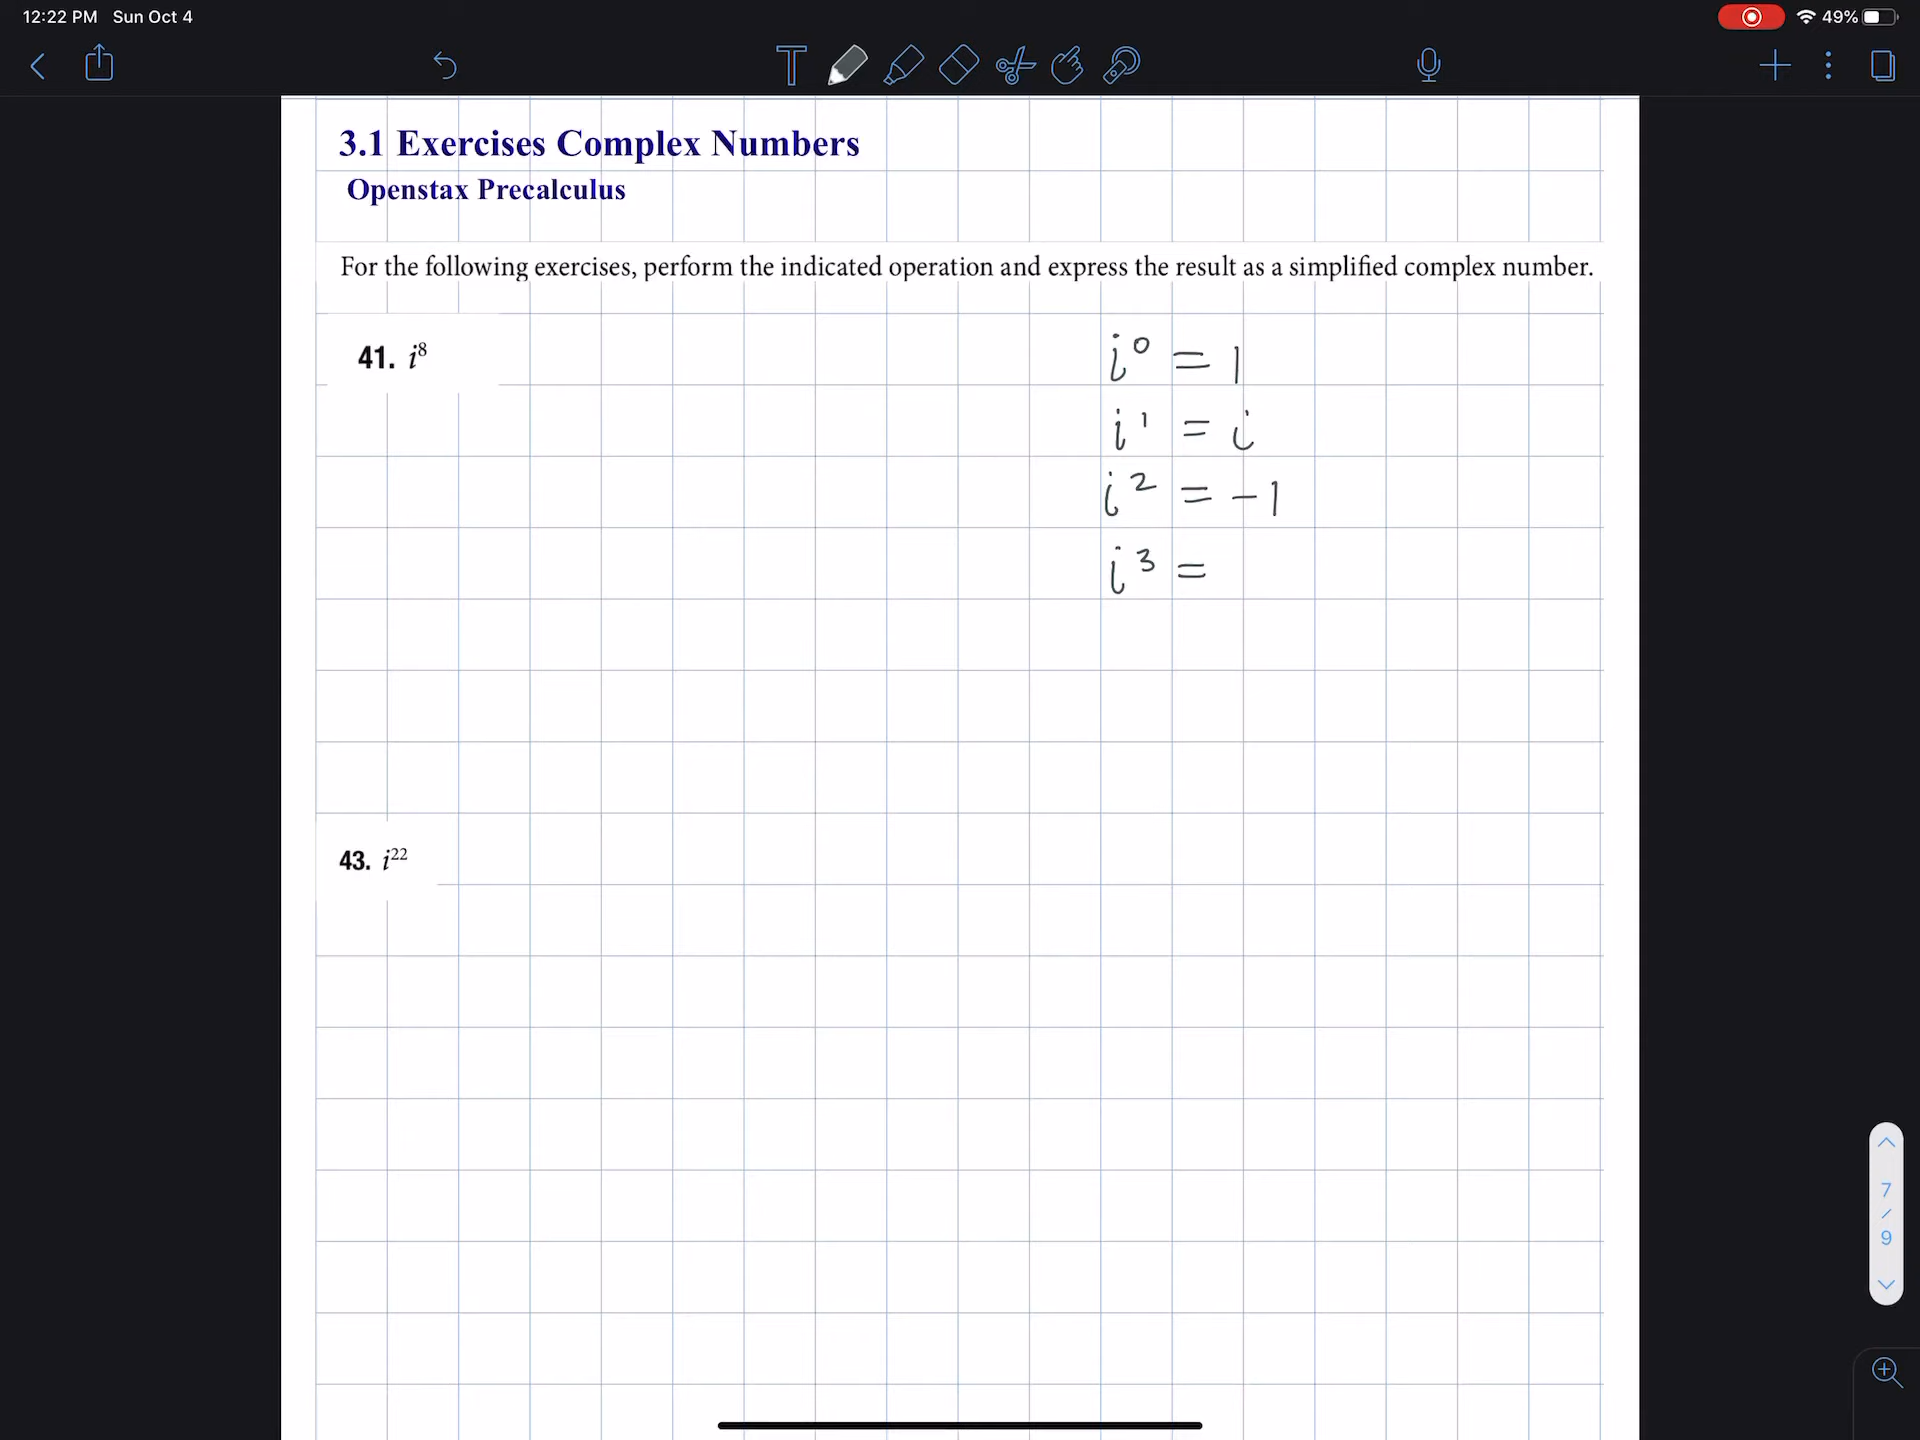 12:22 PM Sun Oct 4
49%
3.1 Exercises Complex Numbers
Openstax Precalculus
For the following exercises, perform the indicated operation and express the result as a simplified complex number.
41. i⁸
i⁰ = 1
i¹ = i
i² = -1
i³ =
43. i²²
7
/
9